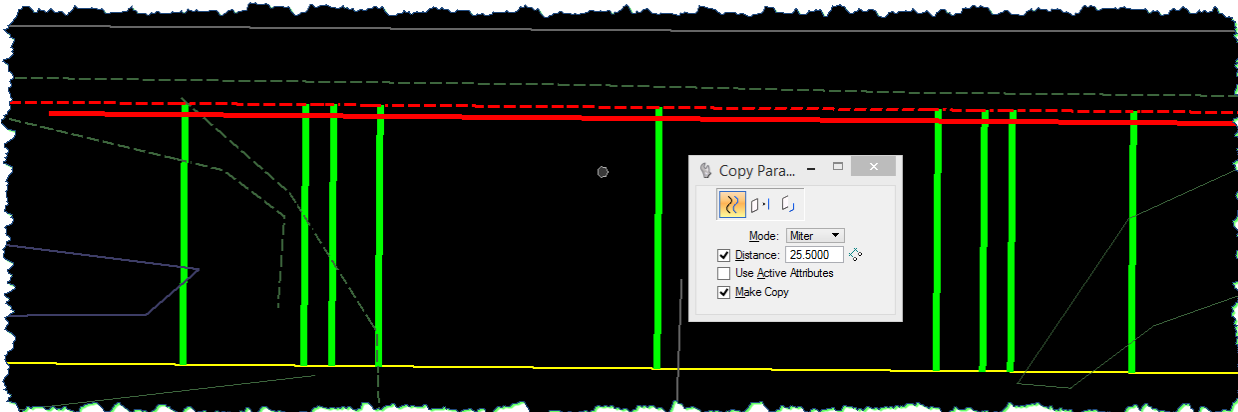 Copy Para...
Mode: Miter
Distance: 25.5000
Use Active Attributes
Make Copy